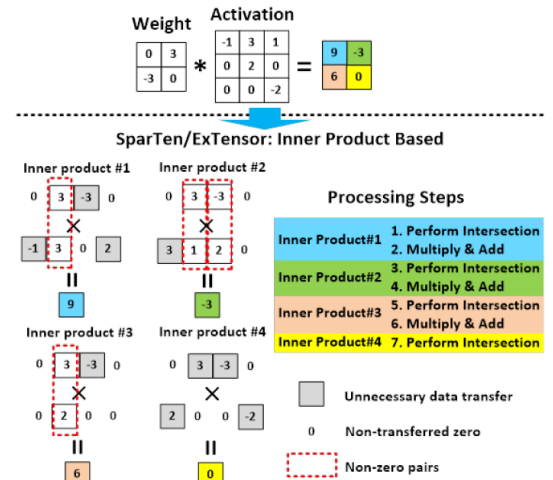 Weight Activation
0 3
-3 0
*
-1 3 1
0 2 0
0 0 -2
=
9 -3
6 0
SparTen/ExTensor: Inner Product Based
Inner product #1
0 3 -3 0
×
-1 3 0 2
=
9
Inner product #2
0 3 -3 0
×
3 1 2 0
=
-3
Inner product #3
0 3 -3 0
×
0 2 0 0
=
6
Inner product #4
0 3 -3 0
×
2 0 0 -2
=
0
Processing Steps
Inner Product#1 1. Perform Intersection
2. Multiply & Add
Inner Product#2 3. Perform Intersection
4. Multiply & Add
Inner Product#3 5. Perform Intersection
6. Multiply & Add
Inner Product#4 7. Perform Intersection
Unnecessary data transfer
0 Non-transferred zero
Non-zero pairs